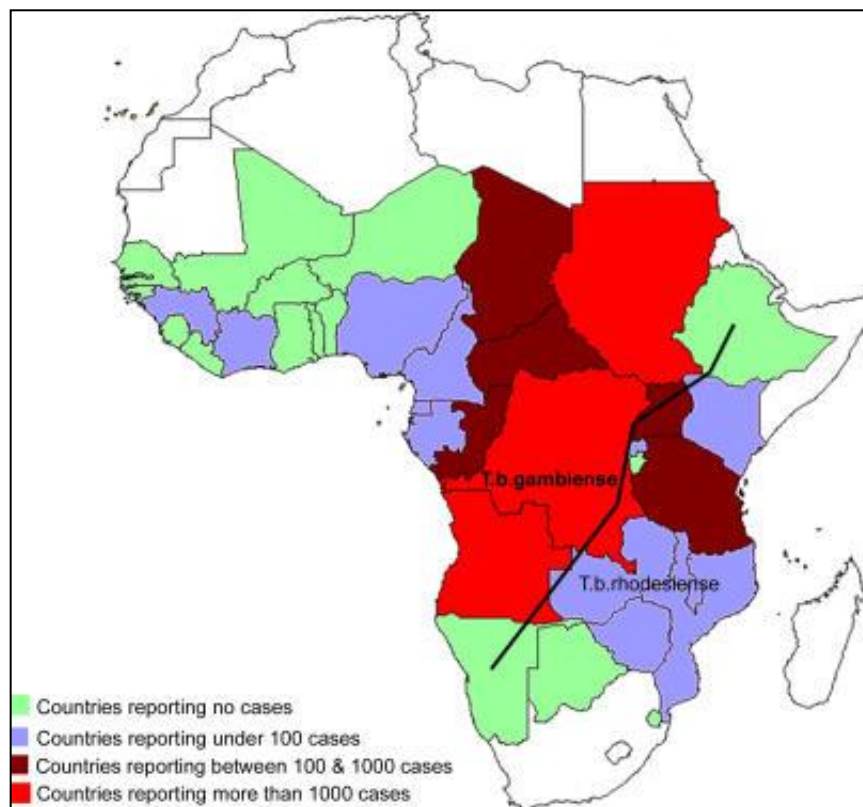 T.b.gambiense
T.b.rhodesiense
Countries reporting no cases
Countries reporting under 100 cases
Countries reporting between 100 & 1000 cases
Countries reporting more than 1000 cases